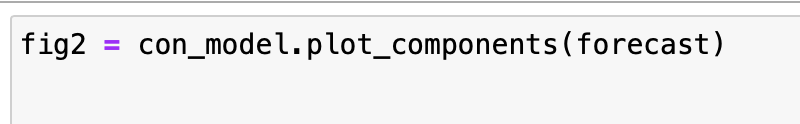 fig2 = con_model.plot_components(forecast)